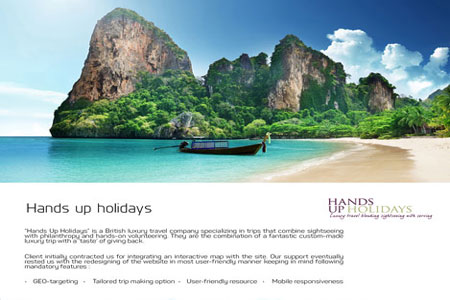 Hands up holidays
HANDS
UP HOLIDAYS
Luxury travel blending sightseeing with serving
"Hands Up Holidays" is a British luxury travel company specializing in trips that combine sightseeing
with philanthropy and hands-on volunteering. They are the combination of a fantastic custom-made
luxury trip with a "taste" of giving back.
Client initially contracted us for integrating an interactive map with the site. Our support eventually
rested us with the redesigning of the website in most user-friendly manner keeping in mind following
mandatory features :
• GEO-targeting • Tailored trip making option • User-friendly resource • Mobile responsiveness